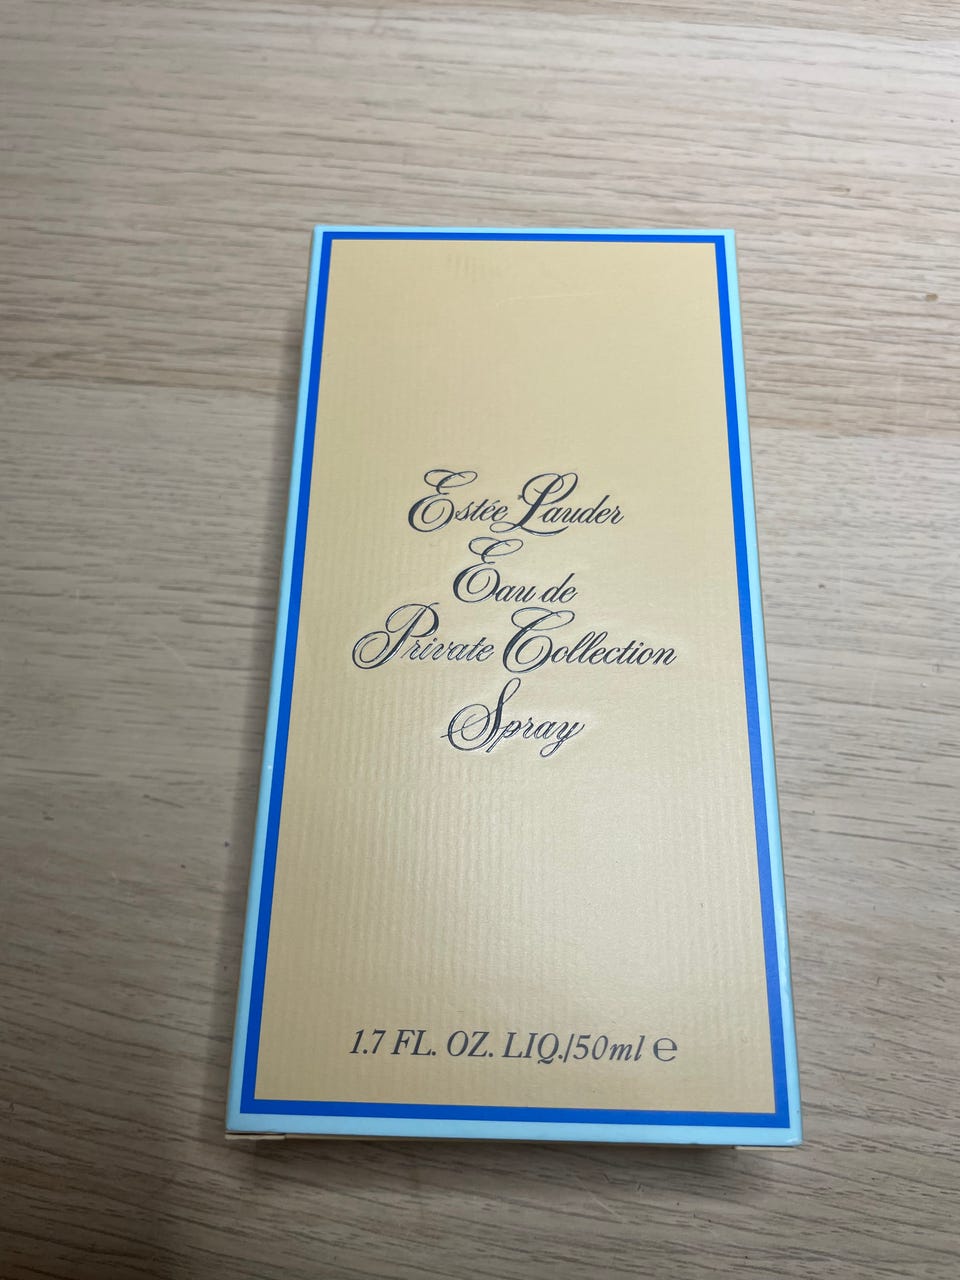 Estée Lauder
Eau de
Private Collection
Spray
1.7 FL. OZ. LIQ./50ml ℮